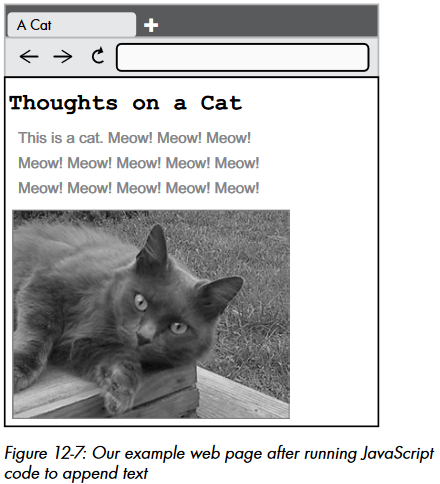 A Cat
Thoughts on a Cat
This is a cat. Meow! Meow! Meow!
Meow! Meow! Meow! Meow! Meow!
Meow! Meow! Meow! Meow! Meow!
Figure 12-7: Our example web page after running JavaScript
code to append text